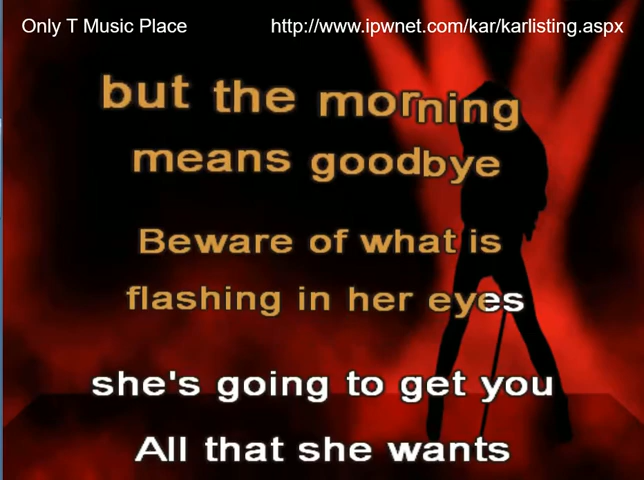 Only T Music Place http://www.ipwnet.com/kar/karlisting.aspx
but the morning
means goodbye
Beware of what is
flashing in her eyes
she's going to get you
All that she wants